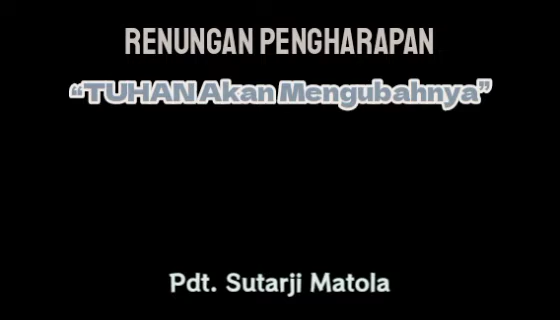 RENUNGAN PENGHARAPAN
“TUHAN Akan Mengubahnya”
Pdt. Sutarji Matola